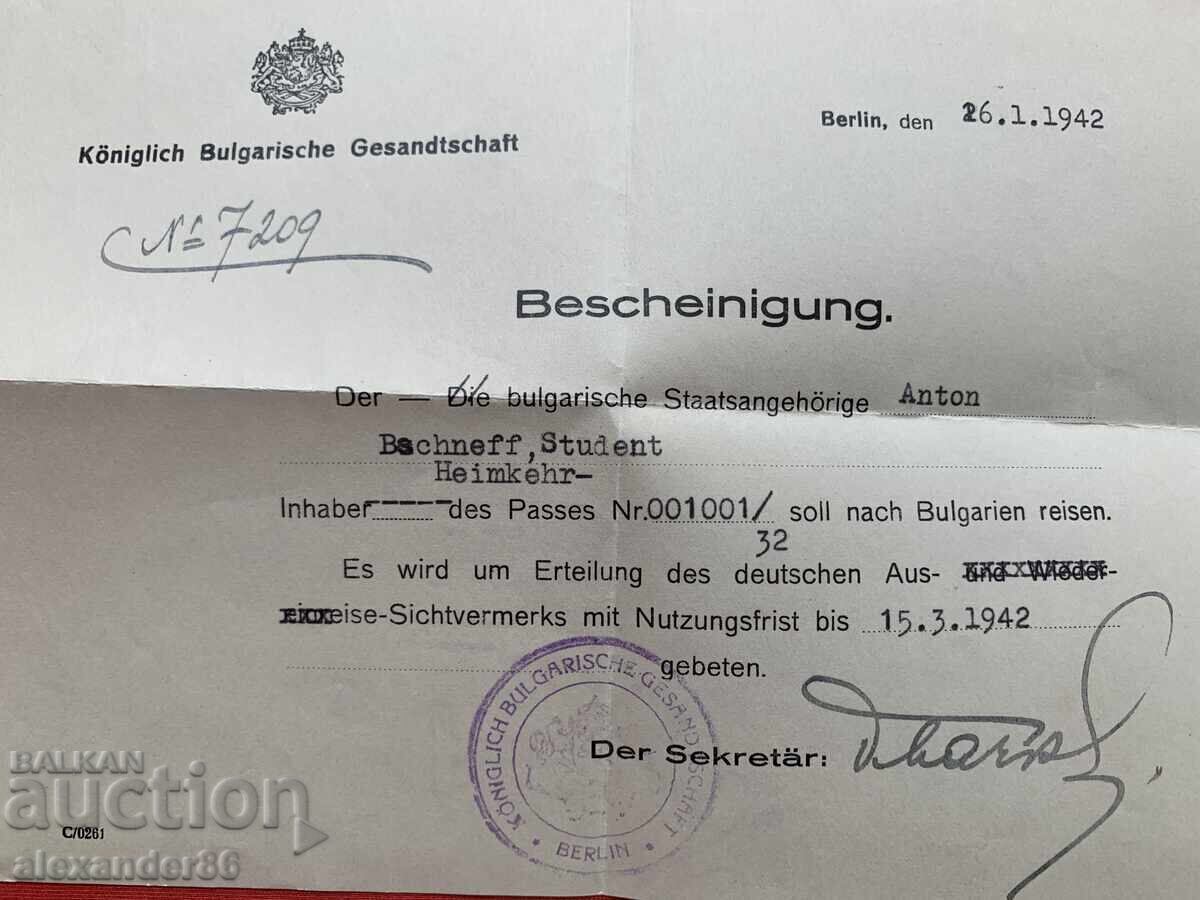 Königlich Bulgarische Gesandtschaft
Berlin, den 26.1.1942
№ 7209
Bescheinigung.
Der — Die bulgarische Staatsangehörige Anton
Bschneff, Student
Heimkehr-
Inhaber des Passes Nr. 001001/ soll nach Bulgarien reisen.
32
Es wird um Erteilung des deutschen Aus- und Wieder-
eise-Sichtvermerks mit Nutzungsfrist bis 15.3.1942
gebeten.
Der Sekretär:
KÖNIGLICH BULGARISCHE GESANDTSCHAFT
BERLIN
C/0261
BALKAN
auction
alexander86